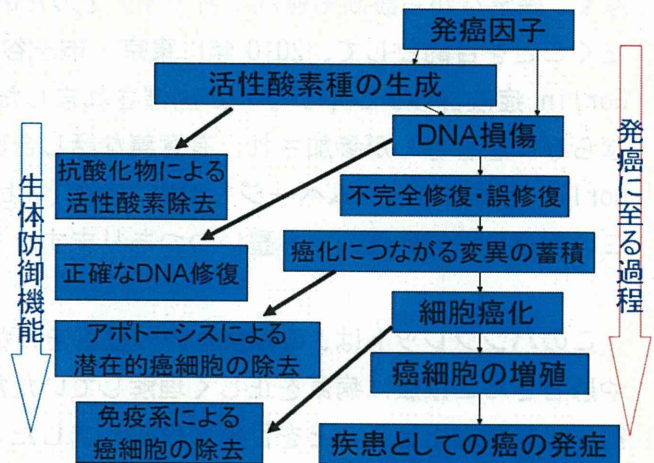 発癌因子
活性酸素種の生成
DNA損傷
抗酸化物による
活性酸素除去
不完全修復・誤修復
正確なDNA修復
癌化につながる変異の蓄積
細胞癌化
アポトーシスによる
潜在的癌細胞の除去
癌細胞の増殖
免疫系による
癌細胞の除去
疾患としての癌の発症
生体防御機能
発癌に至る過程